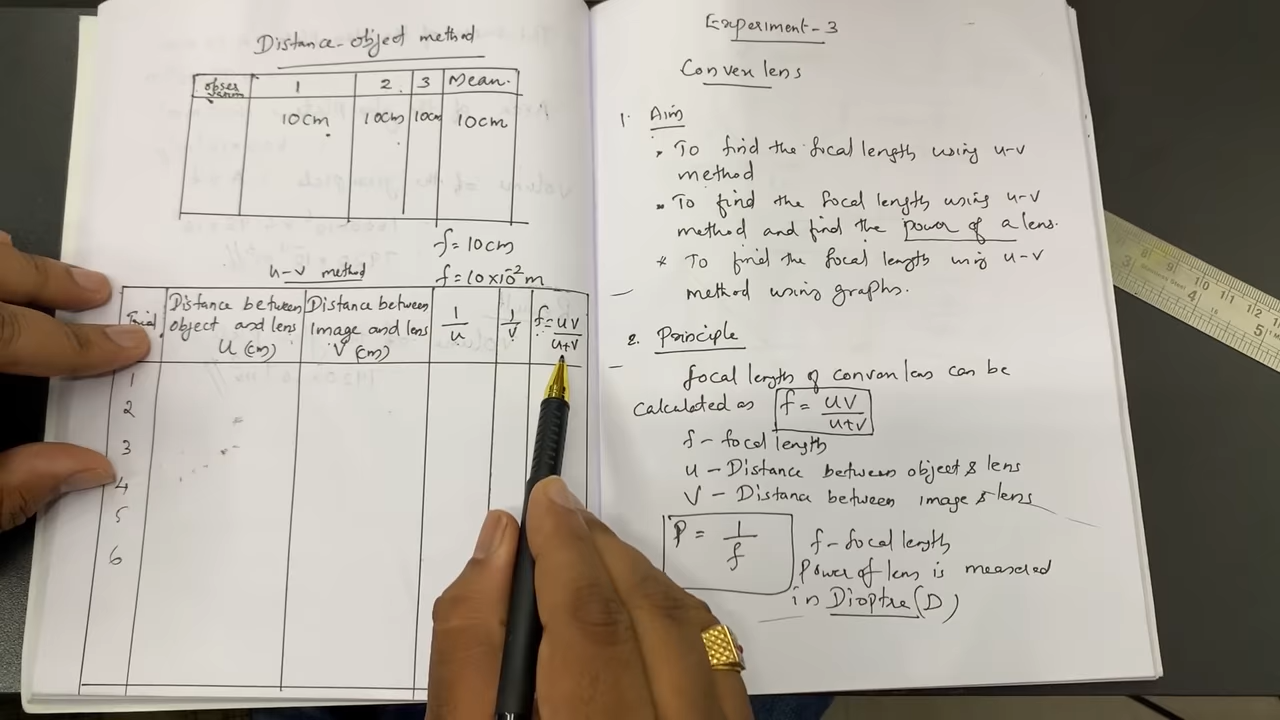 Distance-object method
1 2. 3 Mean.
10cm 10cm 10cm 10cm
f = 10cm
f = 10×10⁻²m
u-v method
Distance between object and lens u (cm)
Distance between Image and lens V (cm)
1/u
1/V
f = uv/u+v
1
2
3
4
5
6
Experiment-3
Convex lens
1. Aim
To find the focal length using u-v
method
To find the focal length using u-v
method and find the power of a lens.
* To find the focal length using u-v
method using graphs.
2. Principle
focal length of convex lens can be
Calculated as f = uv/u+v
f - focal length
u - Distance between object & lens
V - Distance between image & lens
P = 1/f
f - focal length
Power of lens is measured
in Dioptre (D)